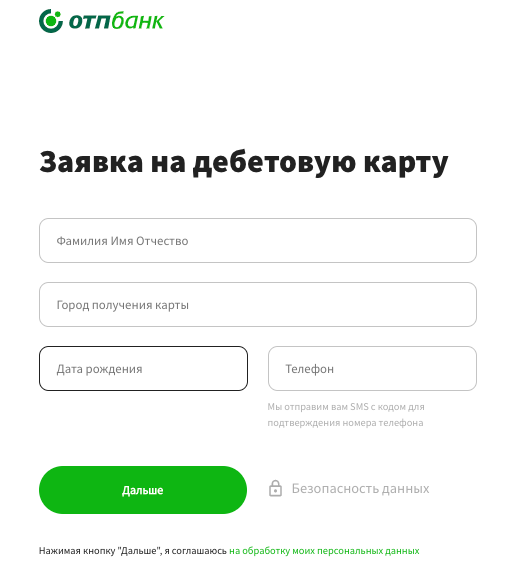 отпбанк
Заявка на дебетовую карту
Фамилия Имя Отчество
Город получения карты
Дата рождения
Телефон
Мы отправим вам SMS с кодом для
подтверждения номера телефона
Дальше
Безопасность данных
Нажимая кнопку "Дальше", я соглашаюсь на обработку моих персональных данных